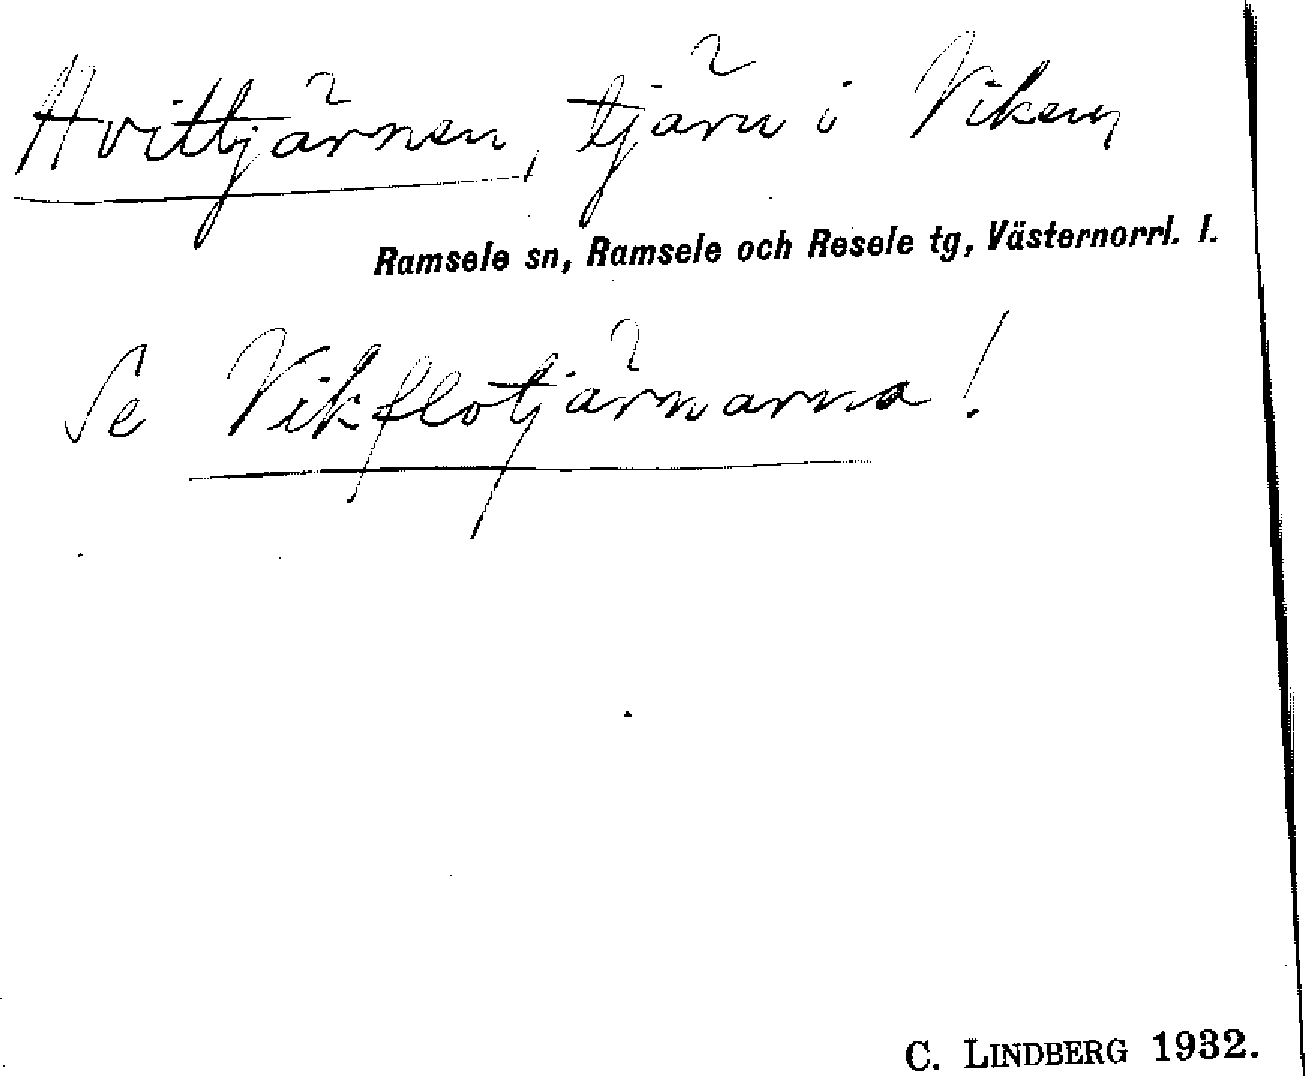 Hvittjärnen, tjärn i Viken,
Ramsele sn, Ramsele och Resele tg, Västernorrl. l.
Se Vikflotjärnarna!
C. LINDBERG 1932.